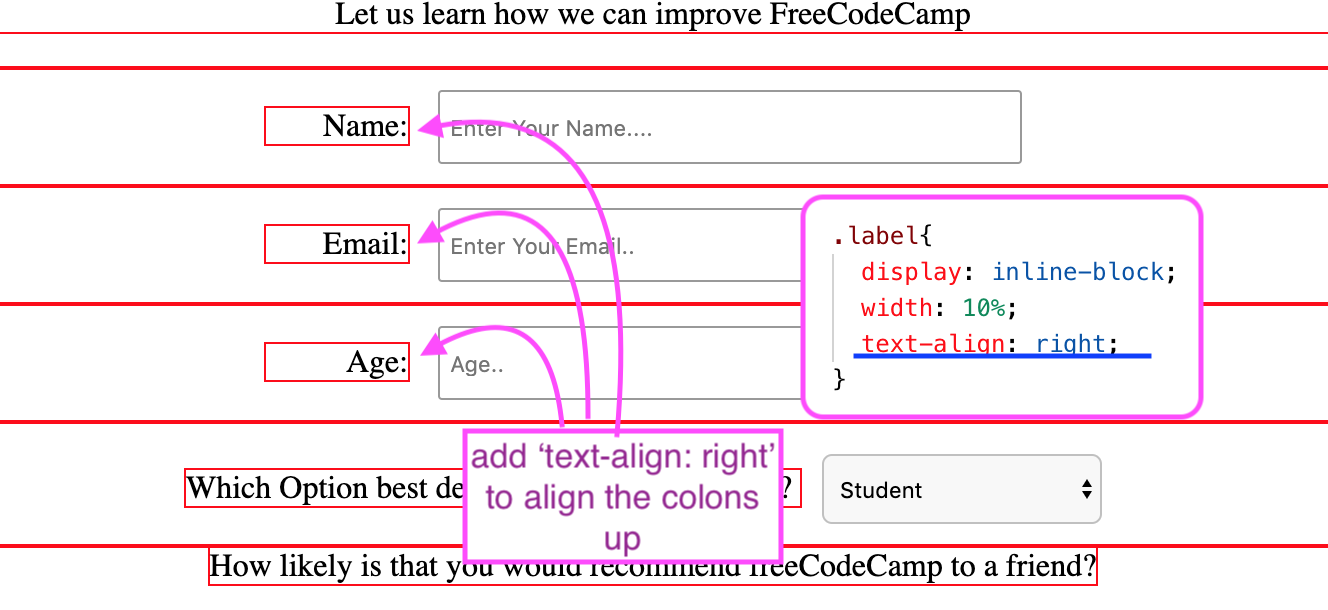 Let us learn how we can improve FreeCodeCamp
Name:
Enter Your Name....
Email:
Enter Your Email..
.label{
display: inline-block;
width: 10%;
text-align: right;
}
Age:
Age..
add ‘text-align: right’
to align the colons
up
Which Option best ?
Student
How likely is that you would recommend freeCodeCamp to a friend?